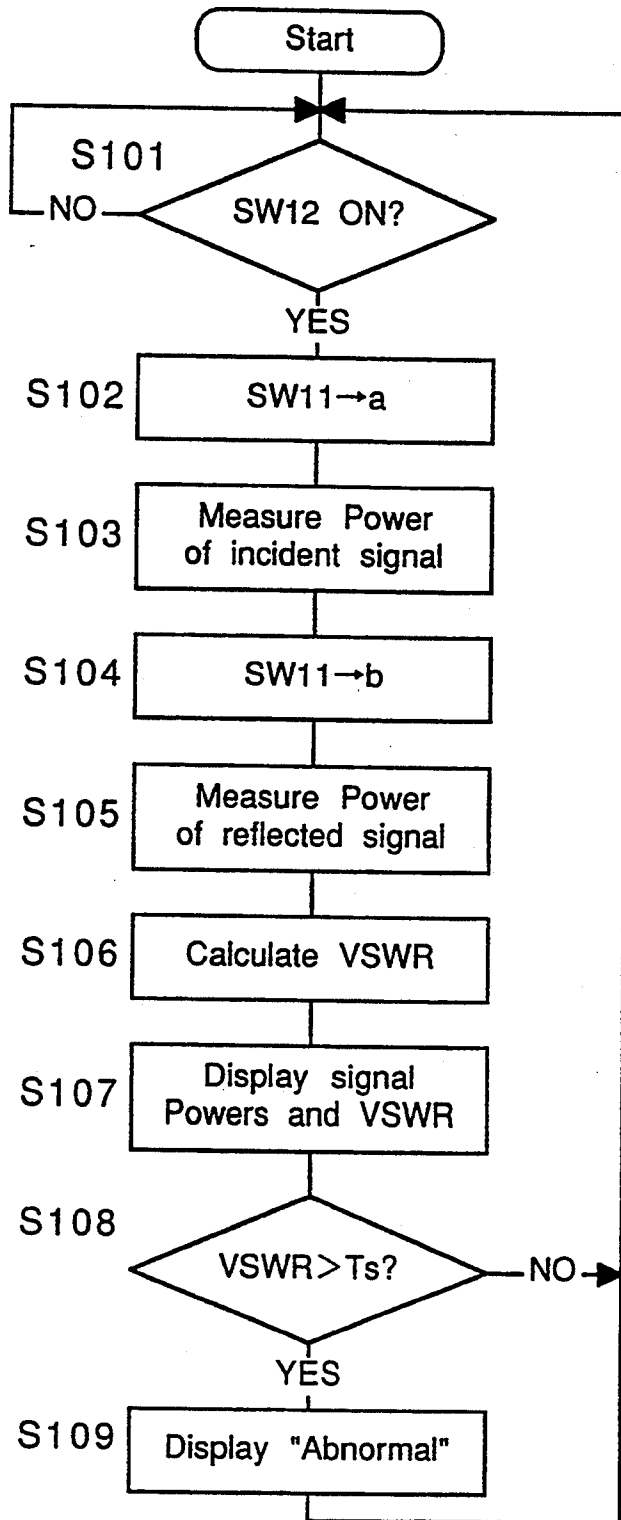 Start
S101
NO
SW12 ON?
YES
S102
SW11→a
S103
Measure Power
of incident signal
S104
SW11→b
S105
Measure Power
of reflected signal
S106
Calculate VSWR
S107
Display signal
Powers and VSWR
S108
VSWR>Ts?
NO
YES
S109
Display "Abnormal"